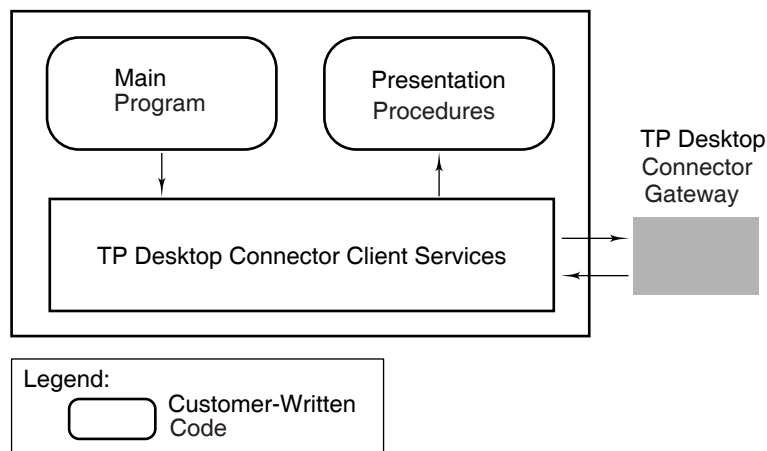 Main
Program
Presentation
Procedures
TP Desktop
Connector
Gateway
TP Desktop Connector Client Services
Legend:
Customer-Written
Code